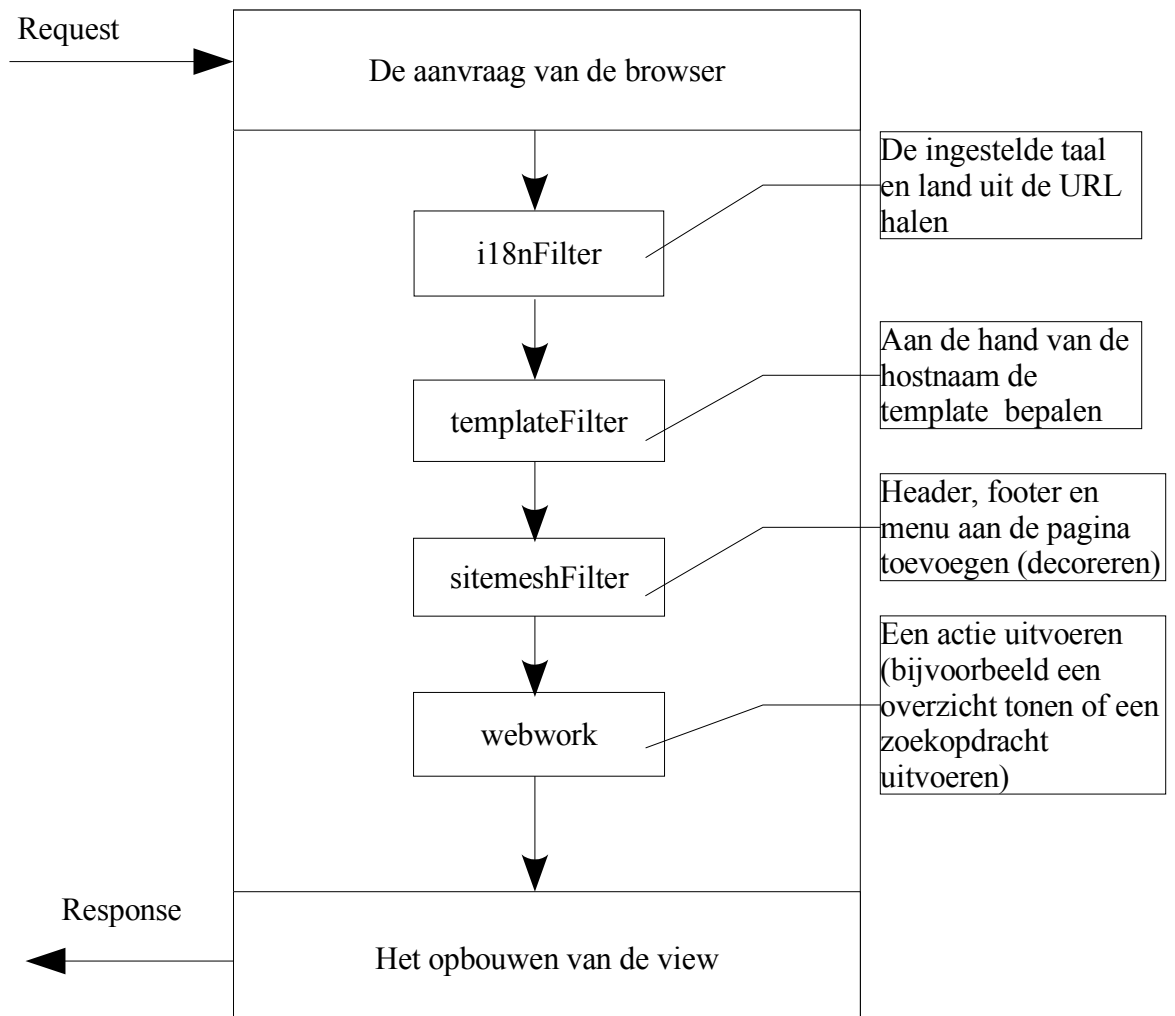 Request
De aanvraag van de browser
De ingestelde taal
en land uit de URL
halen
i18nFilter
Aan de hand van de
hostnaam de
template bepalen
templateFilter
Header, footer en
menu aan de pagina
toevoegen (decoreren)
sitemeshFilter
Een actie uitvoeren
(bijvoorbeeld een
overzicht tonen of een
zoekopdracht
uitvoeren)
webwork
Response
Het opbouwen van de view